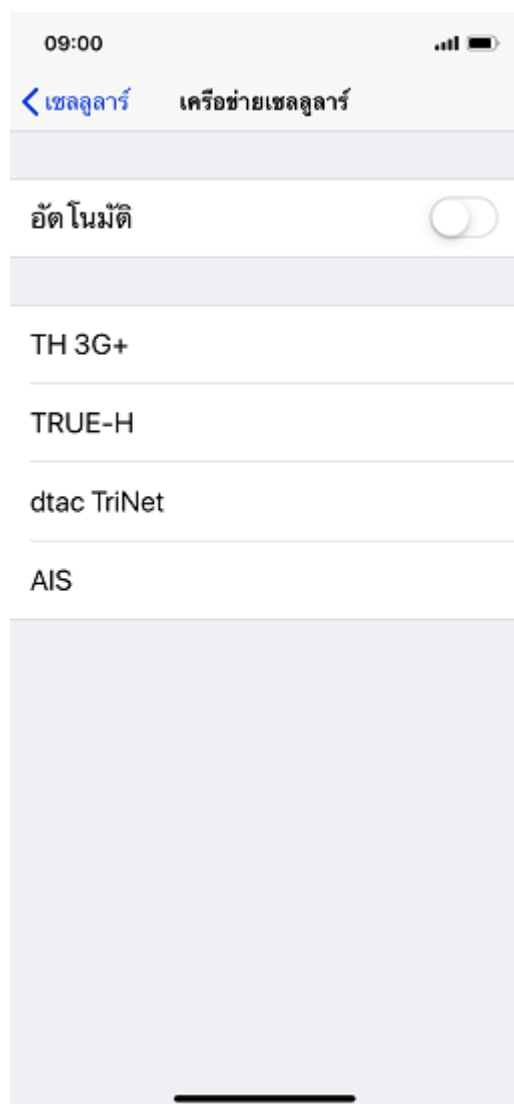 09:00
เซลลูลาร์
เครือข่ายเซลลูลาร์
อัตโนมัติ
TH 3G+
TRUE-H
dtac TriNet
AIS